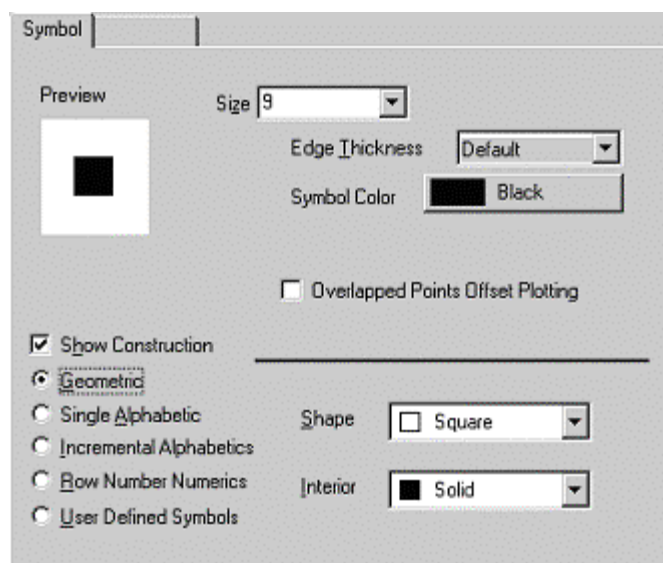 Symbol
Preview
Size 9
Edge Thickness Default
Symbol Color Black
Overlapped Points Offset Plotting
Show Construction
Geometric
Single Alphabetic
Shape Square
Incremental Alphabetics
Row Number Numerics
Interior Solid
User Defined Symbols